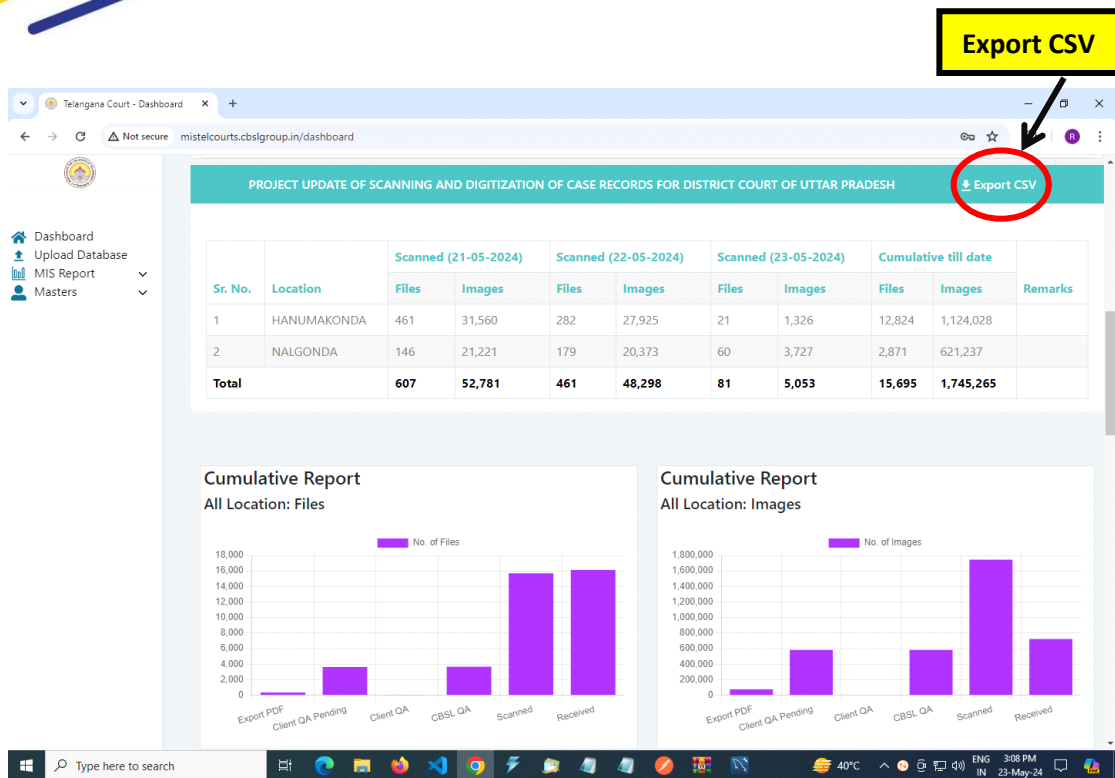 Export CSV
Telangana Court - Dashboard
Not secure mistelcourts.cbslgroup.in/dashboard
R
PROJECT UPDATE OF SCANNING AND DIGITIZATION OF CASE RECORDS FOR DISTRICT COURT OF UTTAR PRADESH Export CSV
Dashboard
Upload Database
MIS Report
Masters
Scanned (21-05-2024) Scanned (22-05-2024) Scanned (23-05-2024) Cumulative till date
Sr. No. Location Files Images Files Images Files Images Files Images Remarks
1 HANUMAKONDA 461 31,560 282 27,925 21 1,326 12,824 1,124,028
2 NALGONDA 146 21,221 179 20,373 60 3,727 2,871 621,237
Total 607 52,781 461 48,298 81 5,053 15,695 1,745,265
Cumulative Report
All Location: Files
No. of Files
18,000
16,000
14,000
12,000
10,000
8,000
6,000
4,000
2,000
0
Export PDF Client QA Pending Client QA CBSL QA Scanned Received
Cumulative Report
All Location: Images
No. of Images
1,800,000
1,600,000
1,400,000
1,200,000
1,000,000
800,000
600,000
400,000
200,000
0
Export PDF Client QA Pending Client QA CBSL QA Scanned Received
Type here to search
40°C
ENG
IN
3:08 PM
23-May-24